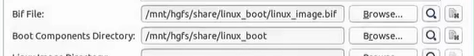 Bif File: /mnt/hgfs/share/linux_boot/linux_image.bif Browse...
Boot Components Directory: /mnt/hgfs/share/linux_boot Browse...